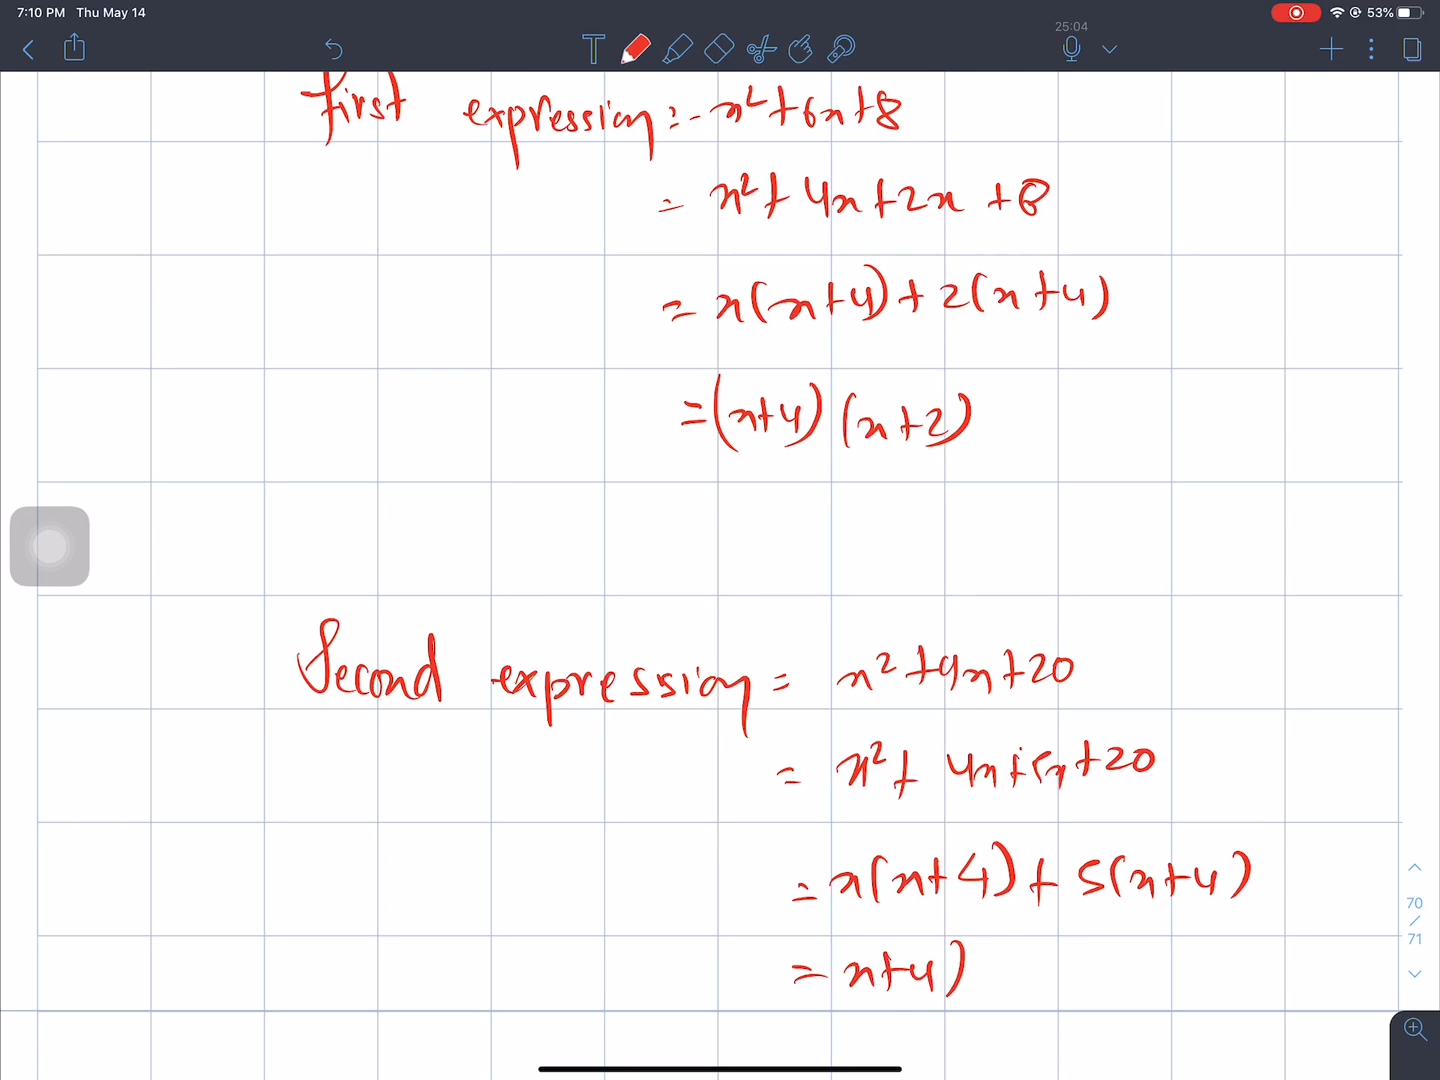 7:10 PM Thu May 14
53%
25:04
T
First expression = x²+6x+8
= x²+4x+2x+8
= x(x+4)+2(x+4)
=(x+4)(x+2)
Second expression = x²+9x+20
= x²+4x+5x+20
= x(x+4)+5(x+4)
= x+4)
70
/
71